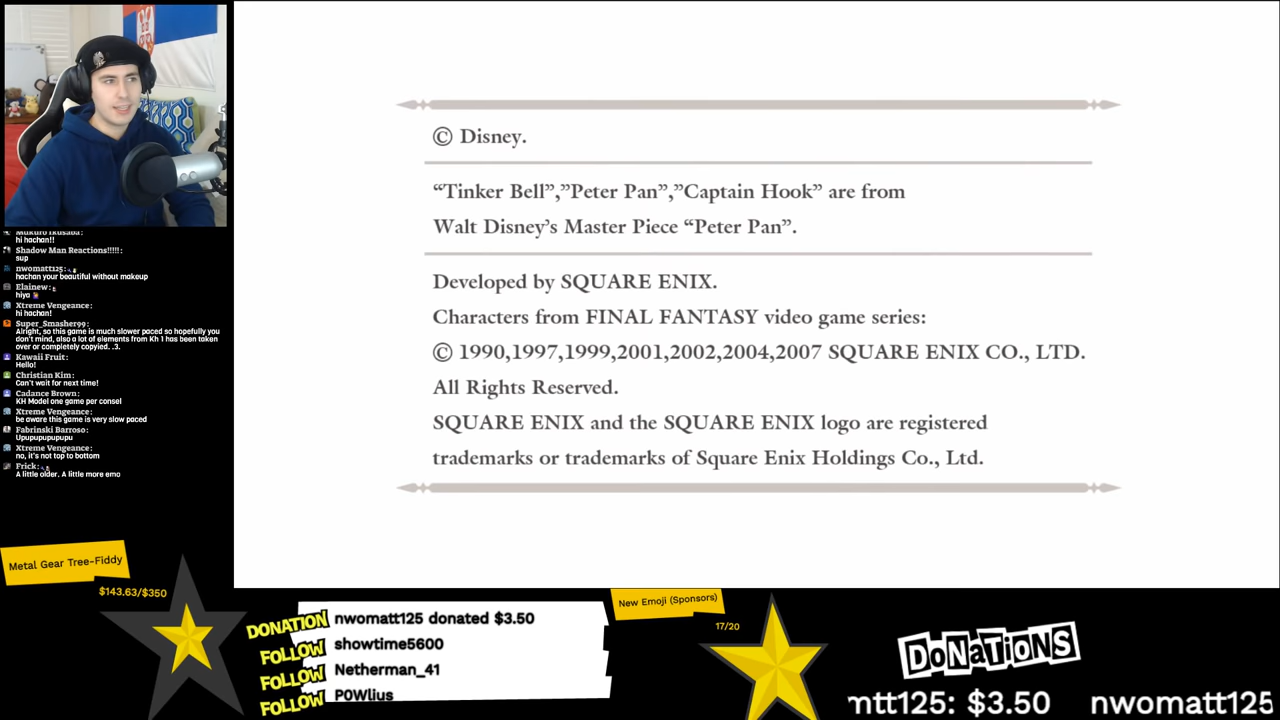 Mukuro Ikusaba:
hi hachan!!
Shadow Man Reactions!!!!!:
sup
nwomatt125:
hachan your beautiful without makeup
Elainew:
hiya
Xtreme Vengeance:
hi hachan!
Super_Smasher99:
Alright, so this game is much slower paced so hopefully you
don't mind, also a lot of elements from Kh 1 has been taken
over or completely copyied. .3.
Kawaii Fruit:
Hello!
Christian Kim:
Can't wait for next time!
Cadance Brown:
KH Model one game per consel
Xtreme Vengeance:
be aware this game is very slow paced
Fabrinski Barroso:
Upupupupupupu
Xtreme Vengeance:
no, it's not top to bottom
Frick:
A little older. A little more emo
© Disney.
“Tinker Bell”,”Peter Pan”,”Captain Hook” are from
Walt Disney’s Master Piece “Peter Pan”.
Developed by SQUARE ENIX.
Characters from FINAL FANTASY video game series:
© 1990,1997,1999,2001,2002,2004,2007 SQUARE ENIX CO., LTD.
All Rights Reserved.
SQUARE ENIX and the SQUARE ENIX logo are registered
trademarks or trademarks of Square Enix Holdings Co., Ltd.
Metal Gear Tree-Fiddy
$143.63/$350
DONATION nwomatt125 donated $3.50
FOLLOW showtime5600
FOLLOW Netherman_41
FOLLOW P0Wlius
New Emoji (Sponsors)
17/20
DONATIONS
mtt125: $3.50 nwomatt125